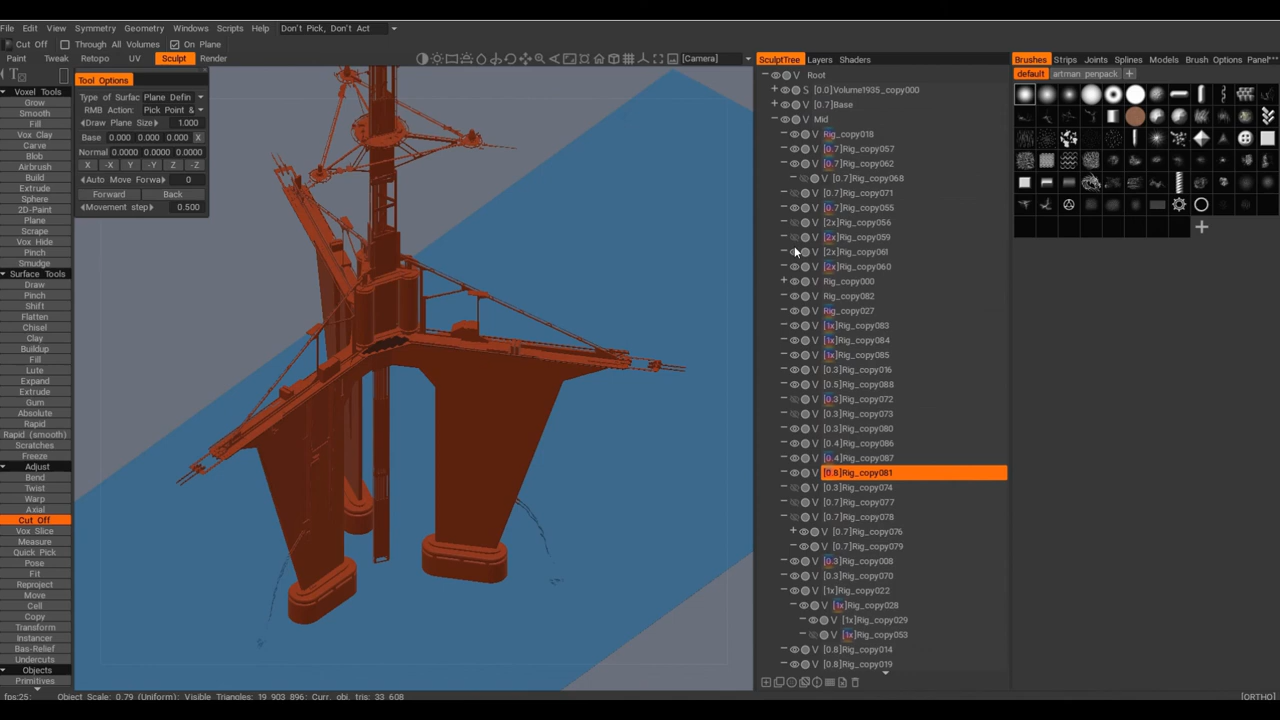 File Edit View Symmetry Geometry Windows Scripts Help Don't Pick, Don't Act
Cut Off Through All Volumes On Plane
Paint Tweak Retopo UV Sculpt Render
[Camera]
Voxel Tools
Grow
Smooth
Fill
Vox Clay
Carve
Blob
Airbrush
Build
Extrude
Sphere
2D-Paint
Plane
Scrape
Vox Hide
Pinch
Smudge
Surface Tools
Draw
Pinch
Shift
Flatten
Chisel
Clay
Buildup
Fill
Lute
Expand
Extrude
Gum
Absolute
Rapid
Rapid (smooth)
Scratches
Freeze
Adjust
Bend
Twist
Warp
Axial
Cut Off
Vox Slice
Measure
Quick Pick
Pose
Fit
Reproject
Move
Cell
Copy
Transform
Instancer
Bas-Relief
Undercuts
Objects
Primitives
Tool Options
Type of Surfac Plane Defin
RMB Action: Pick Point &
Draw Plane Size 1.000
Base 0.000 0.000 0.000 X
Normal 0.0000 0.0000 0.0000
X -X Y -Y Z -Z
Auto Move Forwa 0
Forward Back
Movement step 0.500
SculptTree Layers Shaders
V Root
S [0.0]Volume1935_copy000
V [0.7]Base
V Mid
V Rig_copy018
V [0.7]Rig_copy057
V [0.7]Rig_copy062
V [0.7]Rig_copy068
V [0.7]Rig_copy071
V [0.7]Rig_copy055
V [2x]Rig_copy056
V [2x]Rig_copy059
V [2x]Rig_copy061
V [2x]Rig_copy060
V Rig_copy000
V Rig_copy082
V Rig_copy027
V [1x]Rig_copy083
V [1x]Rig_copy084
V [1x]Rig_copy085
V [0.3]Rig_copy016
V [0.5]Rig_copy088
V [0.3]Rig_copy072
V [0.3]Rig_copy073
V [0.3]Rig_copy080
V [0.4]Rig_copy086
V [0.4]Rig_copy087
V [0.8]Rig_copy081
V [0.3]Rig_copy074
V [0.7]Rig_copy077
V [0.7]Rig_copy078
V [0.7]Rig_copy076
V [0.7]Rig_copy079
V [0.3]Rig_copy008
V [0.3]Rig_copy070
V [1x]Rig_copy022
V [1x]Rig_copy028
V [1x]Rig_copy029
V [1x]Rig_copy053
V [0.8]Rig_copy014
V [0.8]Rig_copy019
Brushes Strips Joints Splines Models Brush Options Panel
default artman penpack +
fps:25; Object Scale: 0.79 (Uniform); Visible Triangles: 19 903 896; Curr. obj. tris: 33 608
[ORTHO]